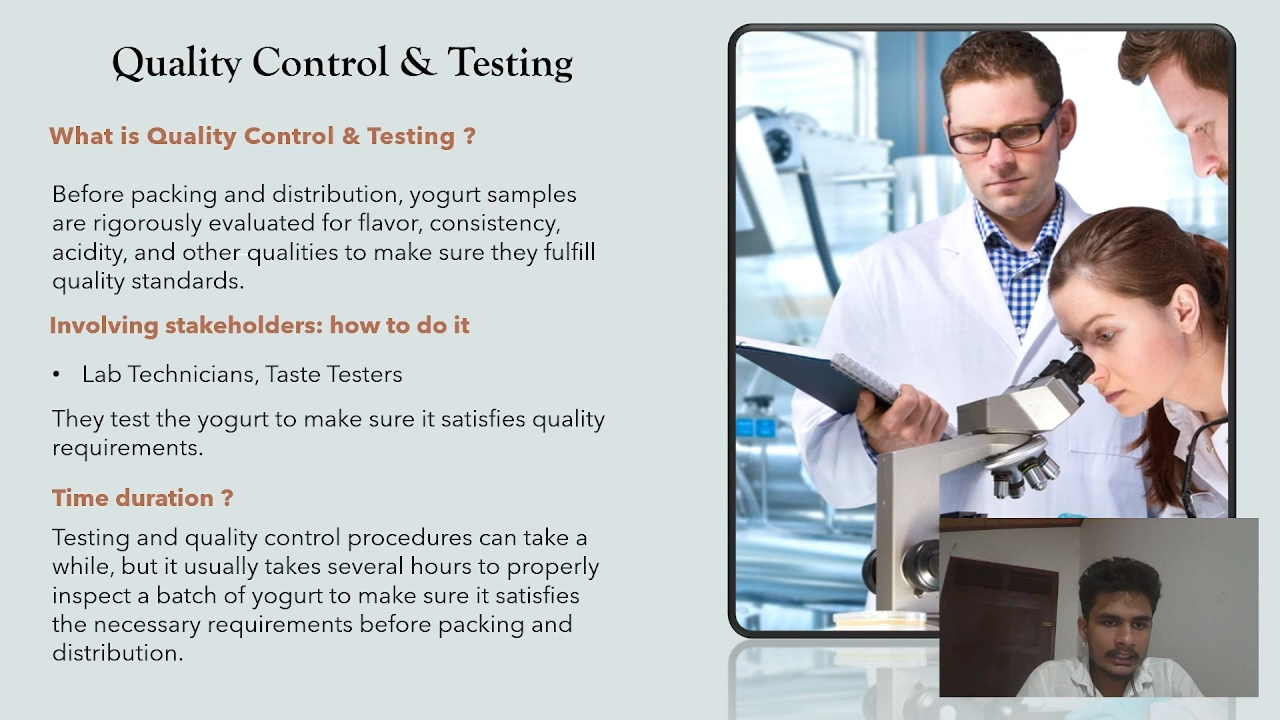 Quality Control & Testing
What is Quality Control & Testing ?
Before packing and distribution, yogurt samples
are rigorously evaluated for flavor, consistency,
acidity, and other qualities to make sure they fulfill
quality standards.
Involving stakeholders: how to do it
• Lab Technicians, Taste Testers
They test the yogurt to make sure it satisfies quality
requirements.
Time duration ?
Testing and quality control procedures can take a
while, but it usually takes several hours to properly
inspect a batch of yogurt to make sure it satisfies
the necessary requirements before packing and
distribution.